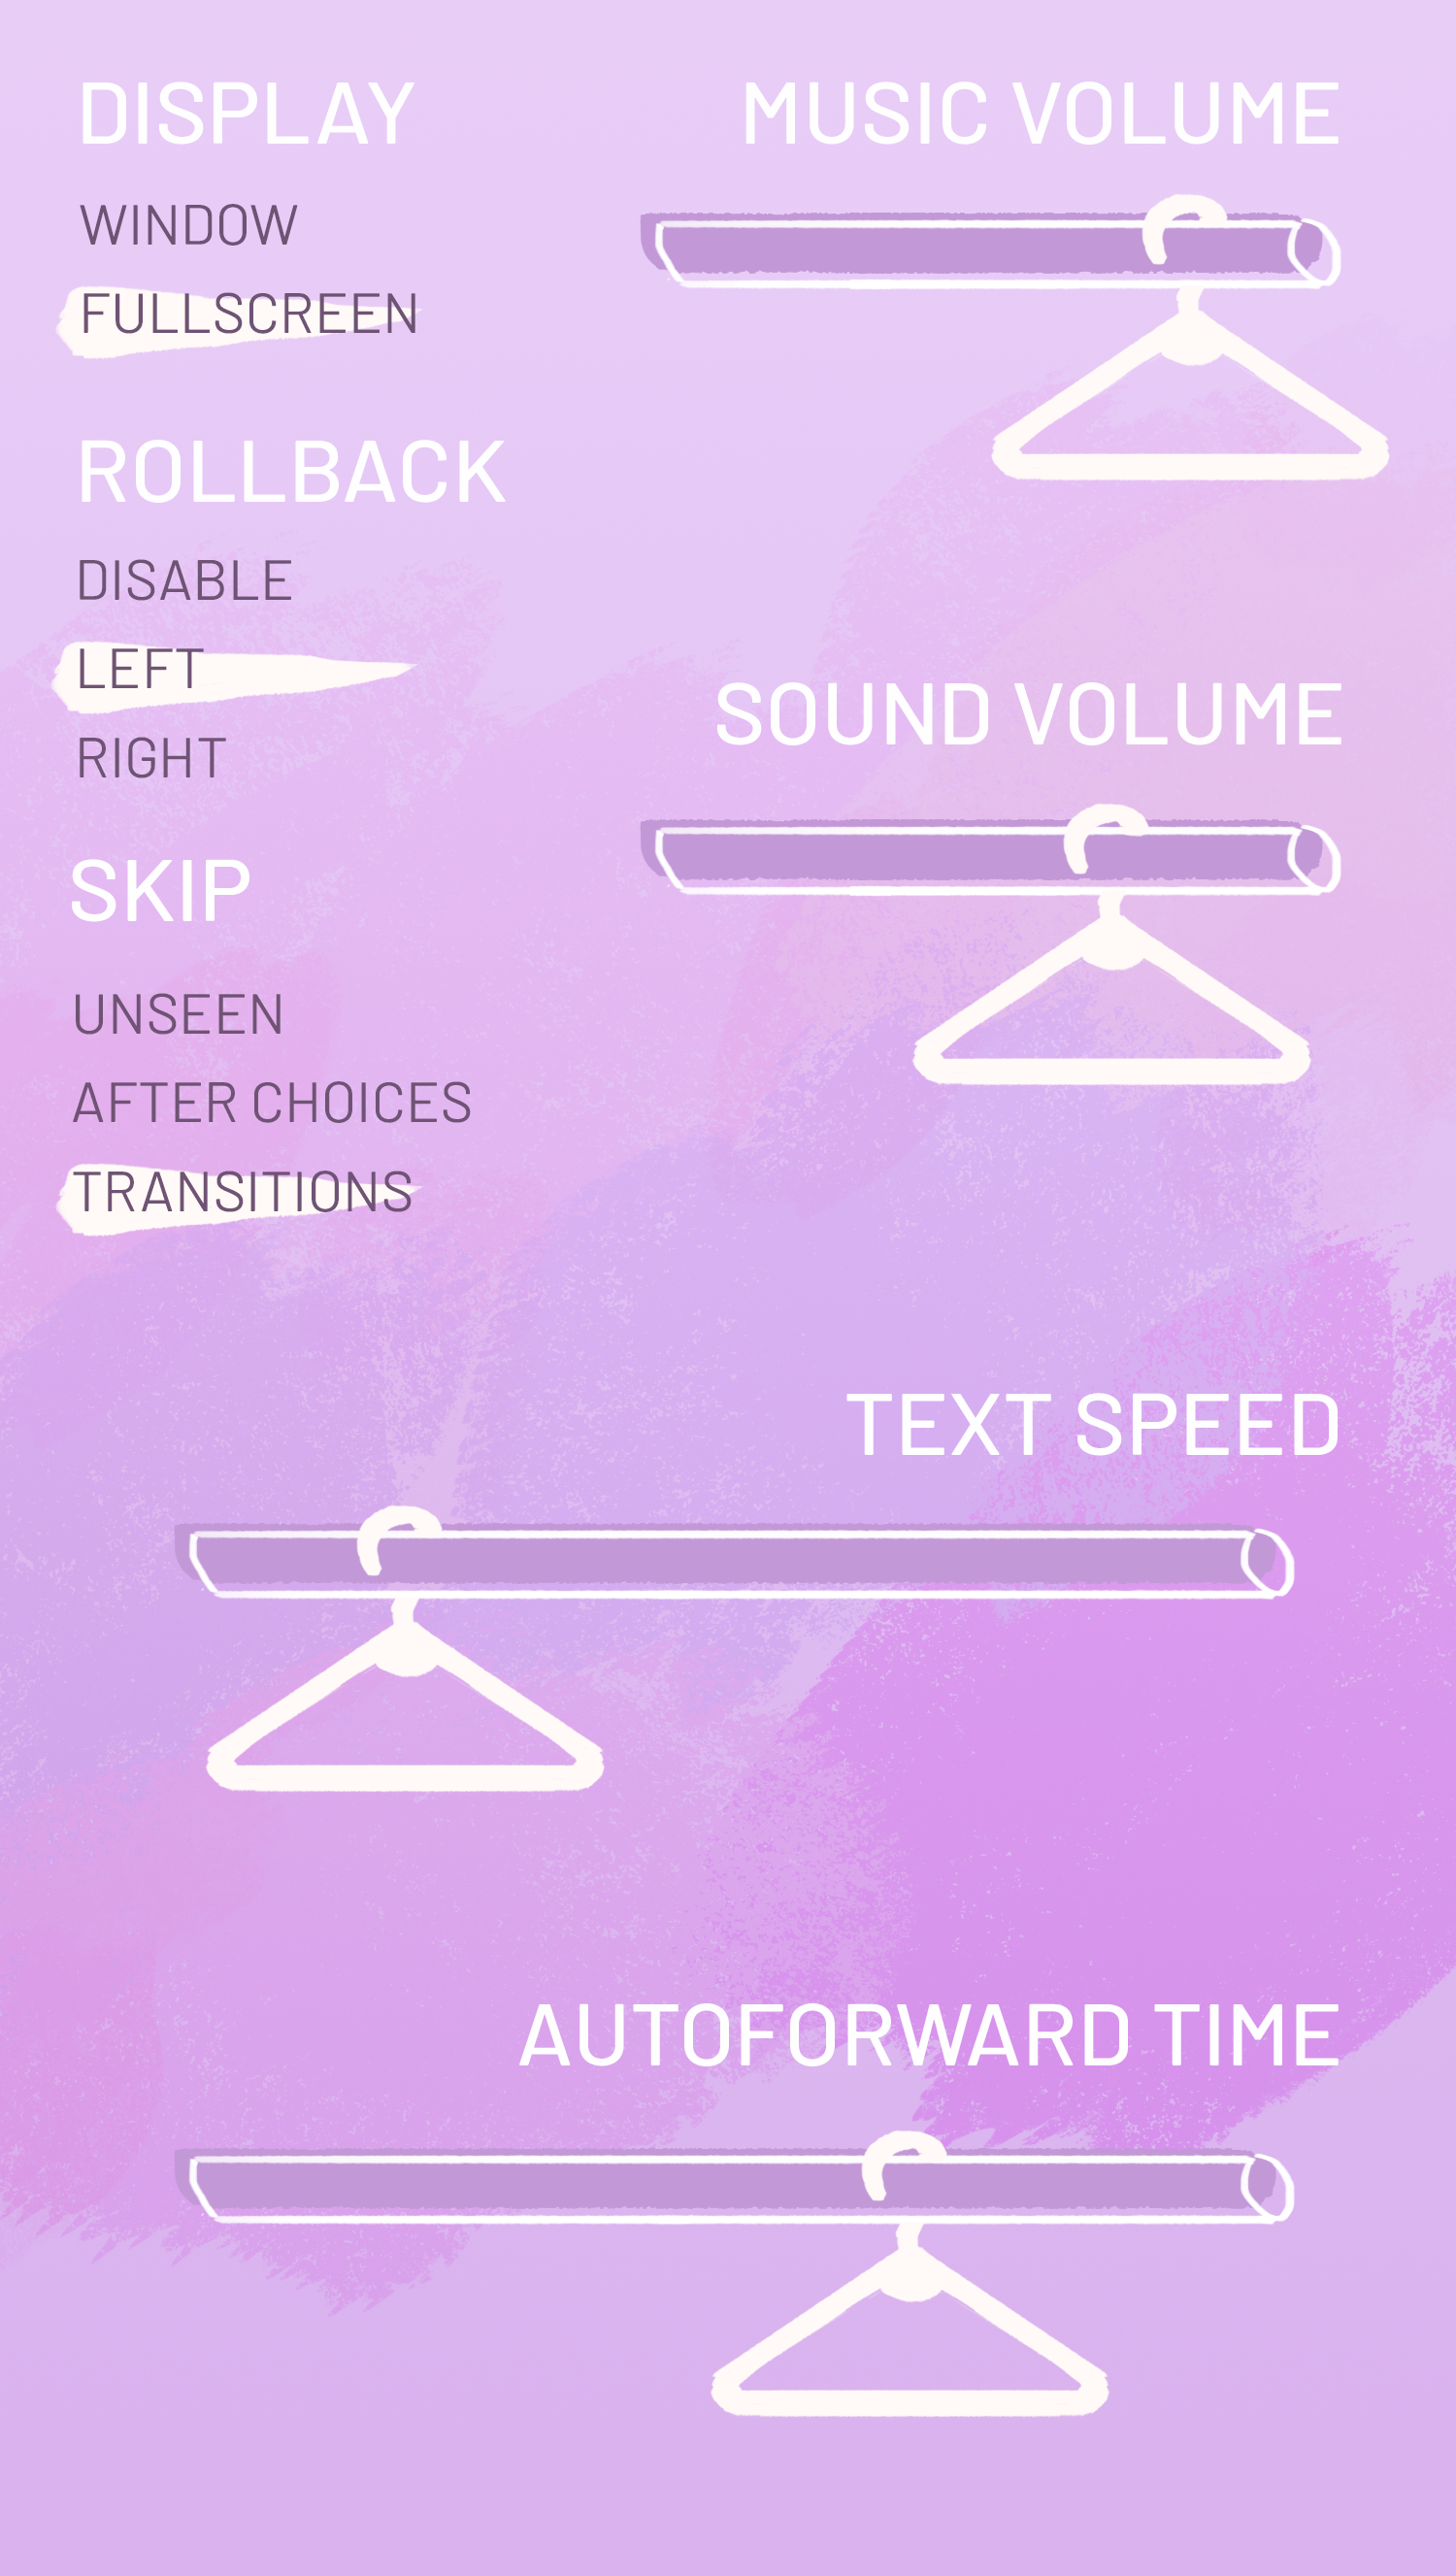 DISPLAY
WINDOW
FULLSCREEN
ROLLBACK
DISABLE
LEFT
RIGHT
SKIP
UNSEEN
AFTER CHOICES
TRANSITIONS
MUSIC VOLUME
SOUND VOLUME
TEXT SPEED
AUTOFORWARD TIME